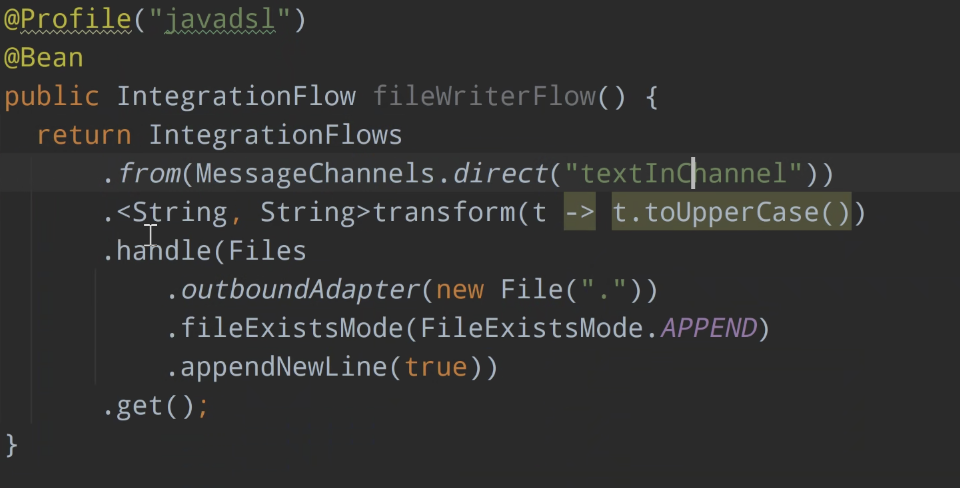 @Profile("javadsl")
@Bean
public IntegrationFlow fileWriterFlow() {
return IntegrationFlows
.from(MessageChannels.direct("textInChannel"))
.<String, String>transform(t -> t.toUpperCase())
.handle(Files
.outboundAdapter(new File("."))
.fileExistsMode(FileExistsMode.APPEND)
.appendNewLine(true))
.get();
}